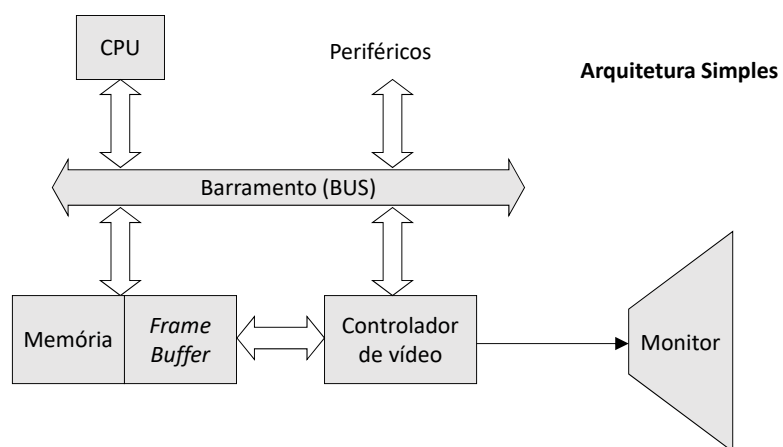 CPU
Periféricos
Arquitetura Simples
Barramento (BUS)
Memória
Frame
Buffer
Controlador
de vídeo
Monitor